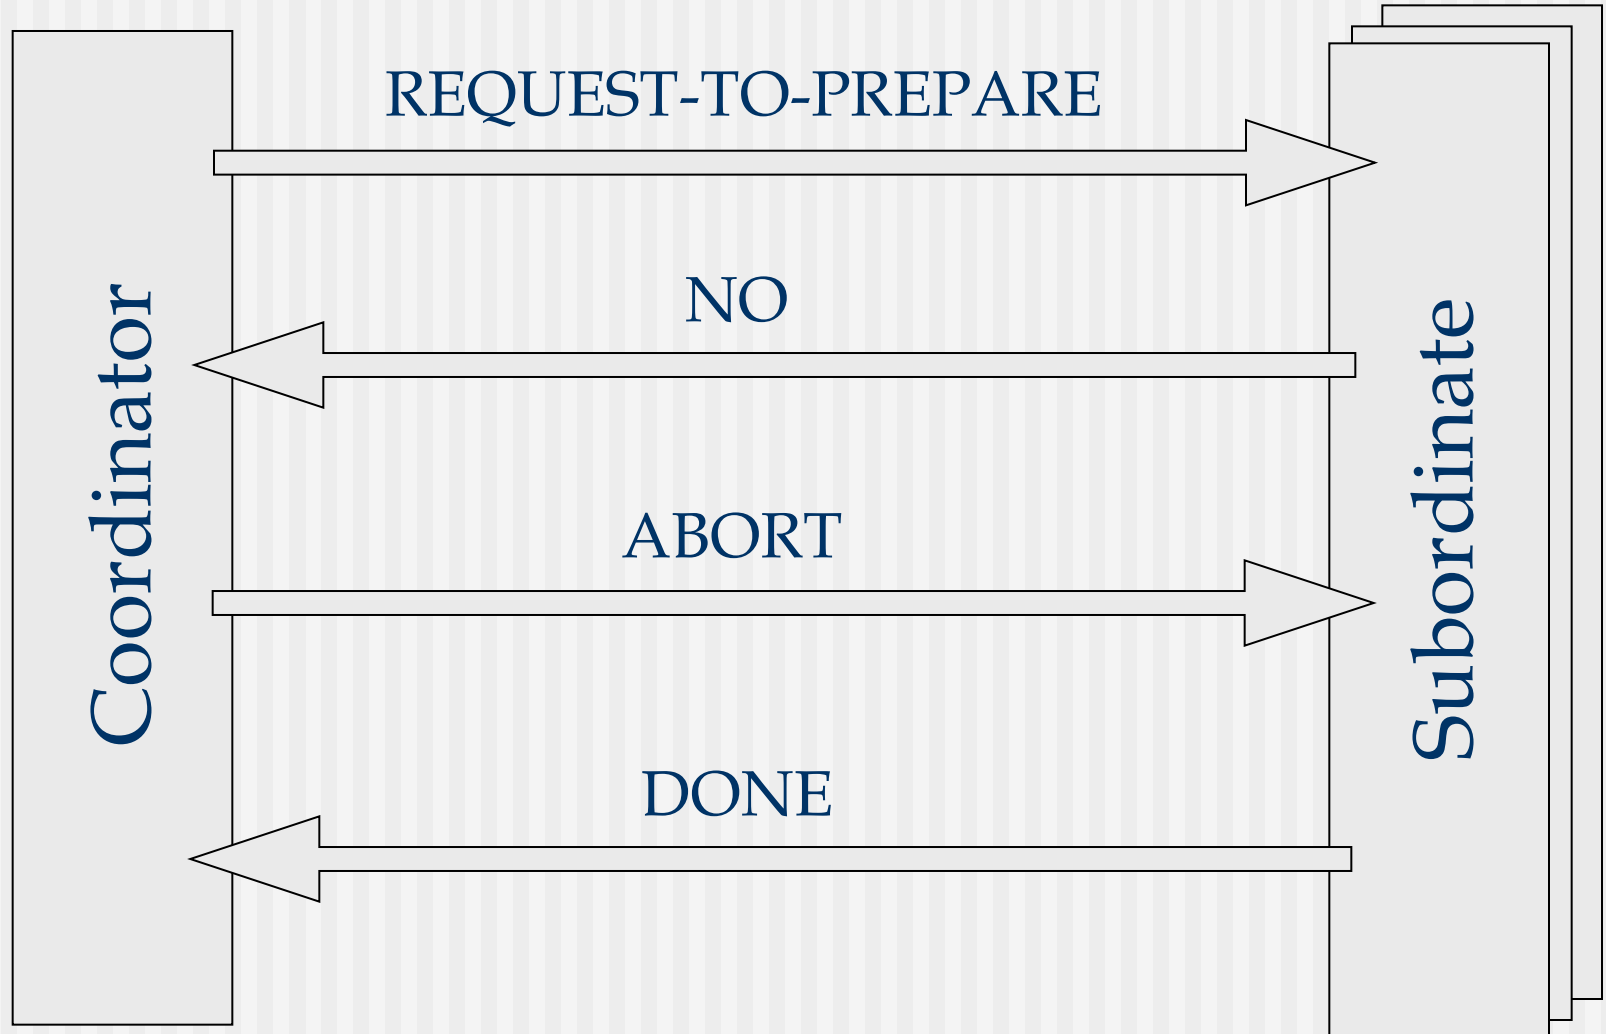 REQUEST-TO-PREPARE
NO
Coordinator
Subordinate
ABORT
DONE